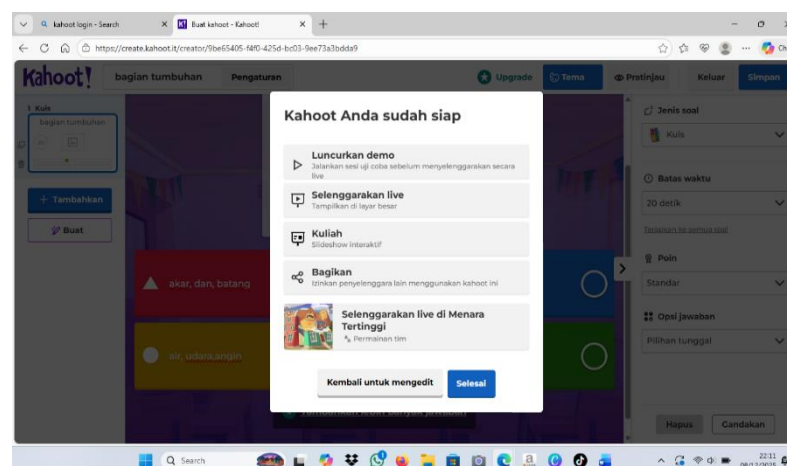 kahoot login - Search
Buat kahoot - Kahoot!
https://create.kahoot.it/creator/9be65405-f4f0-425d-bc03-9ee73a3bdda9
Kahoot!
bagian tumbuhan
Pengaturan
Upgrade
Tema
Pratinjau
Keluar
Simpan
1 Kuis
bagian tumbuhan
Tambahkan
Buat
Kahoot Anda sudah siap
Luncurkan demo
Jalankan sesi uji coba sebelum menyelenggarakan secara
live
Selenggarakan live
Tampilkan di layar besar
Kuliah
Slideshow interaktif
Bagikan
Izinkan penyelenggara lain menggunakan kahoot ini
Selenggarakan live di Menara
Tertinggi
Permainan tim
Kembali untuk mengedit
Selesai
akar, dan, batang
air, udara,angin
Tambahkan lebih banyak jawaban
Jenis soal
Kuis
Batas waktu
20 detik
Terapkan ke semua soal
Poin
Standar
Opsi jawaban
Pilihan tunggal
Hapus
Gandakan
Search
22:11